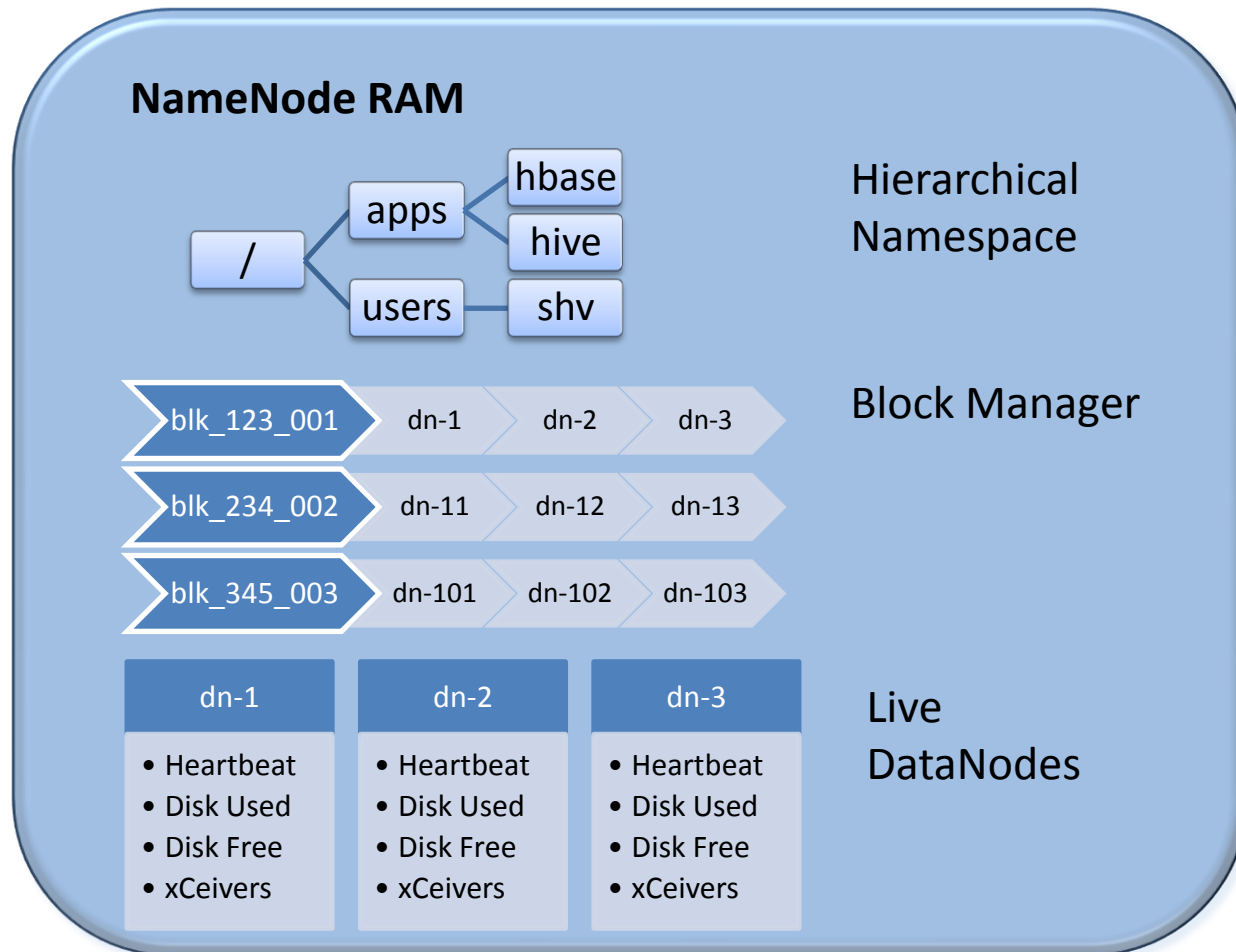 NameNode RAM
Hierarchical
Namespace
/
apps
hbase
hive
users
shv
Block Manager
blk_123_001 dn-1 dn-2 dn-3
blk_234_002 dn-11 dn-12 dn-13
blk_345_003 dn-101 dn-102 dn-103
Live
DataNodes
dn-1
• Heartbeat
• Disk Used
• Disk Free
• xCeivers
dn-2
• Heartbeat
• Disk Used
• Disk Free
• xCeivers
dn-3
• Heartbeat
• Disk Used
• Disk Free
• xCeivers